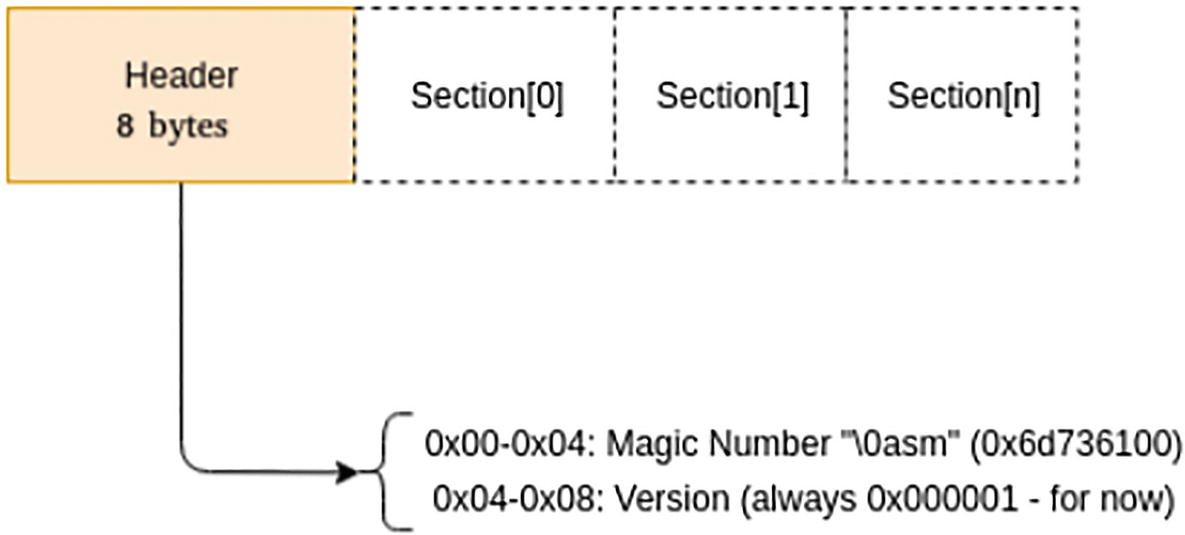 Header
8 bytes
Section[0]
Section[1]
Section[n]
0x00-0x04: Magic Number "\0asm" (0x6d736100)
0x04-0x08: Version (always 0x000001 - for now)